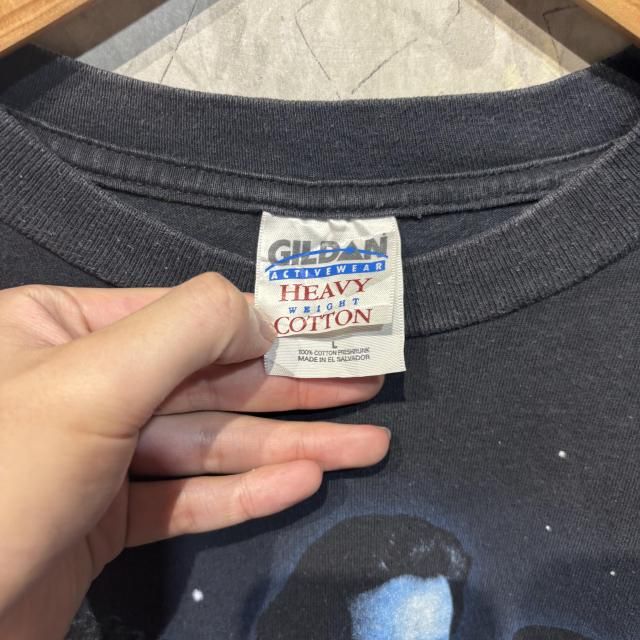 GILDAN
ACTIVEWEAR
HEAVY
WEIGHT
COTTON
L
100% COTTON PRESHRUNK
MADE IN EL SALVADOR